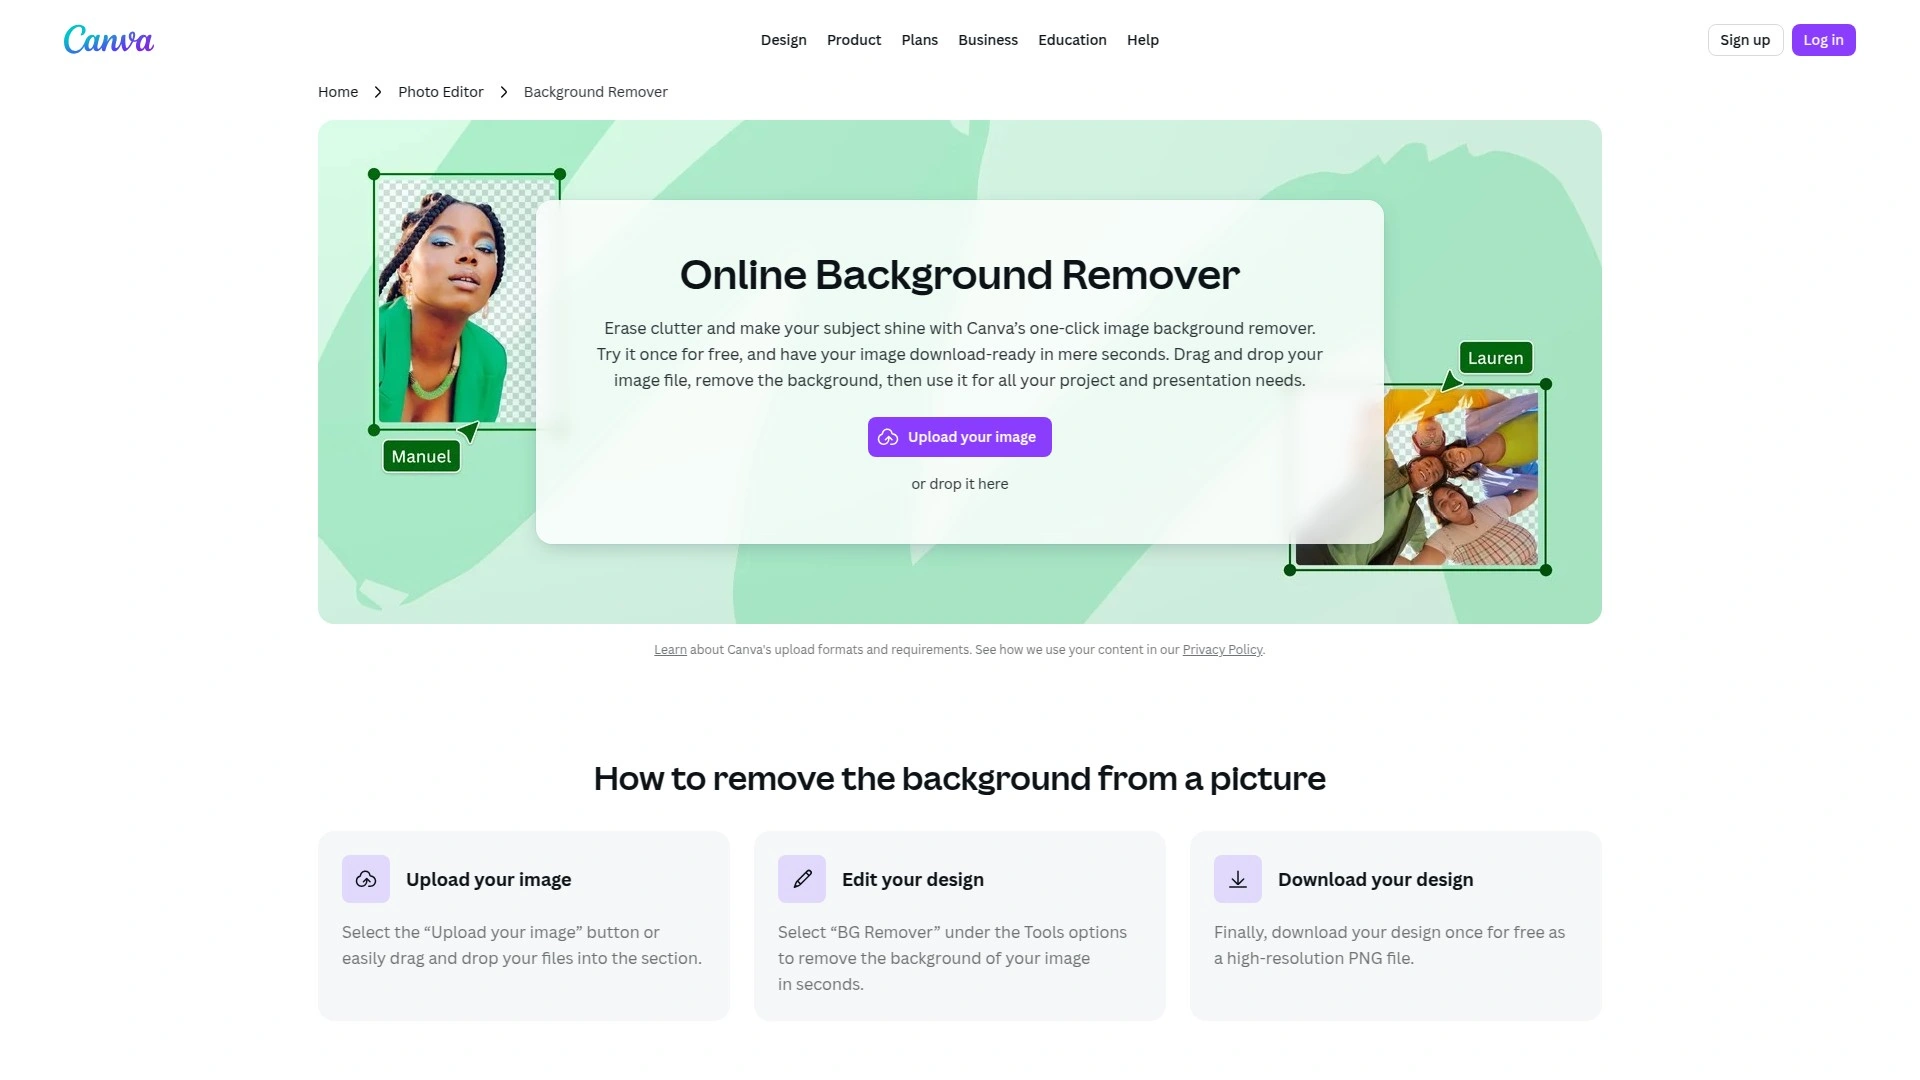 Canva
Design Product Plans Business Education Help
Sign up Log in
Home Photo Editor Background Remover
Online Background Remover
Erase clutter and make your subject shine with Canva’s one-click image background remover.
Try it once for free, and have your image download-ready in mere seconds. Drag and drop your
image file, remove the background, then use it for all your project and presentation needs.
Upload your image
or drop it here
Manuel
Lauren
Learn about Canva's upload formats and requirements. See how we use your content in our Privacy Policy.
How to remove the background from a picture
Upload your image
Select the “Upload your image” button or
easily drag and drop your files into the section.
Edit your design
Select “BG Remover” under the Tools options
to remove the background of your image
in seconds.
Download your design
Finally, download your design once for free as
a high-resolution PNG file.